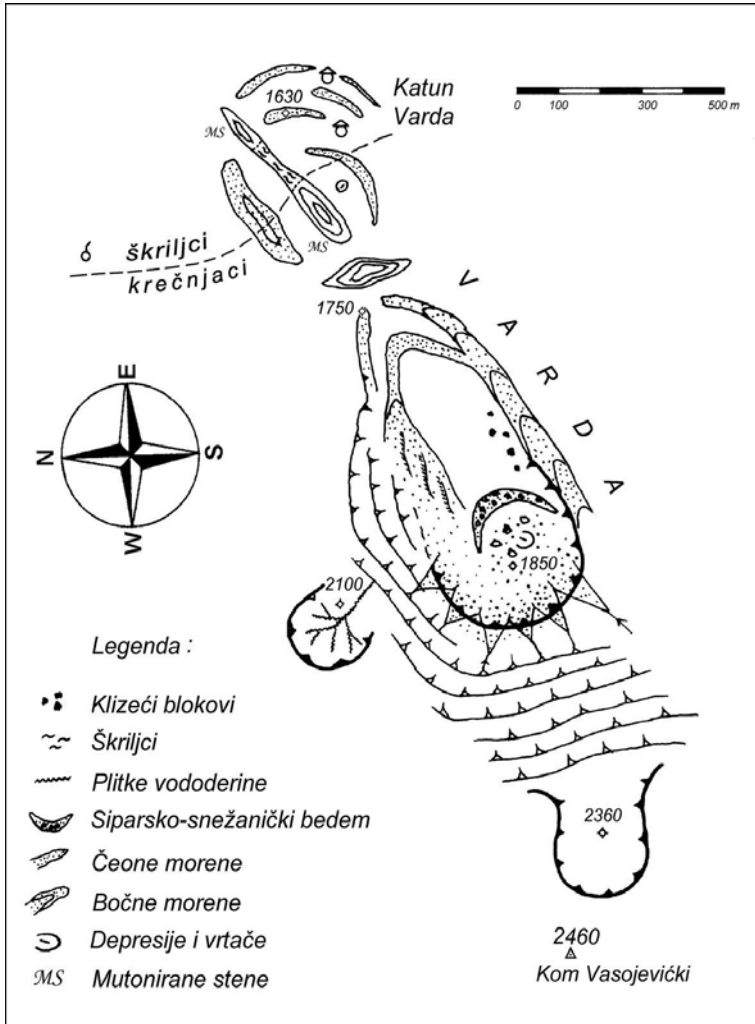 Katun
Varda
1630
0 100 300 500 m
MS
MS
škriljci
krečnjaci
1750
VARDA
E
N
S
W
1850
2100
Legenda :
Klizeći blokovi
Škriljci
Plitke vododerine
Siparsko-snežanički bedem
Čeone morene
Bočne morene
Depresije i vrtače
MS Mutonirane stene
2360
2460
Kom Vasojevićki